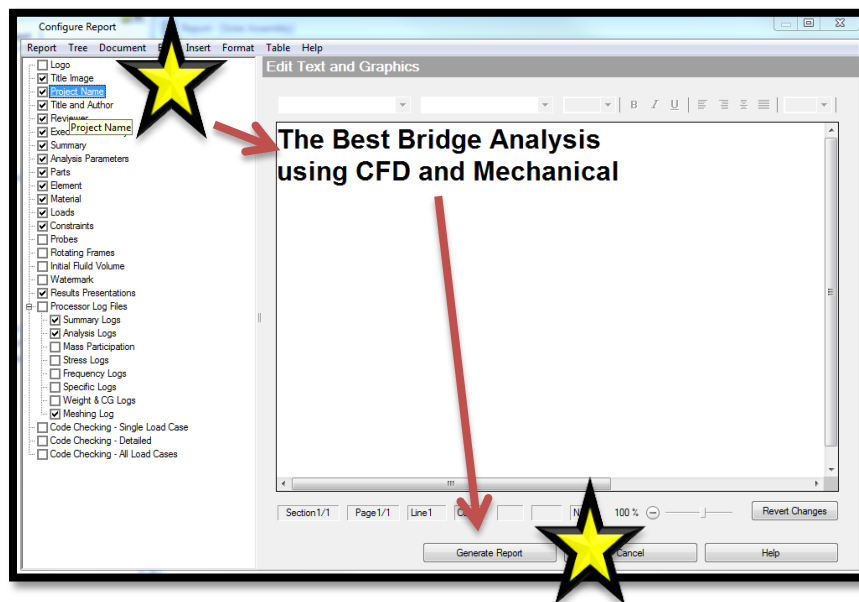 Configure Report
Report Tree Document Insert Format Table Help
Logo
Title Image
Project Name
Title and Author
Reviewer
Project Name
Summary
Analysis Parameters
Parts
Element
Material
Loads
Constraints
Probes
Rotating Frames
Initial Fluild Volume
Watermark
Results Presentations
Processor Log Files
Summary Logs
Analysis Logs
Mass Participation
Stress Logs
Frequency Logs
Specific Logs
Weight & CG Logs
Meshing Log
Code Checking - Single Load Case
Code Checking - Detailed
Code Checking - All Load Cases
Edit Text and Graphics
B I U
The Best Bridge Analysis
using CFD and Mechanical
Section1/1 Page1/1 Line1 100 % Revert Changes
Generate Report Cancel Help